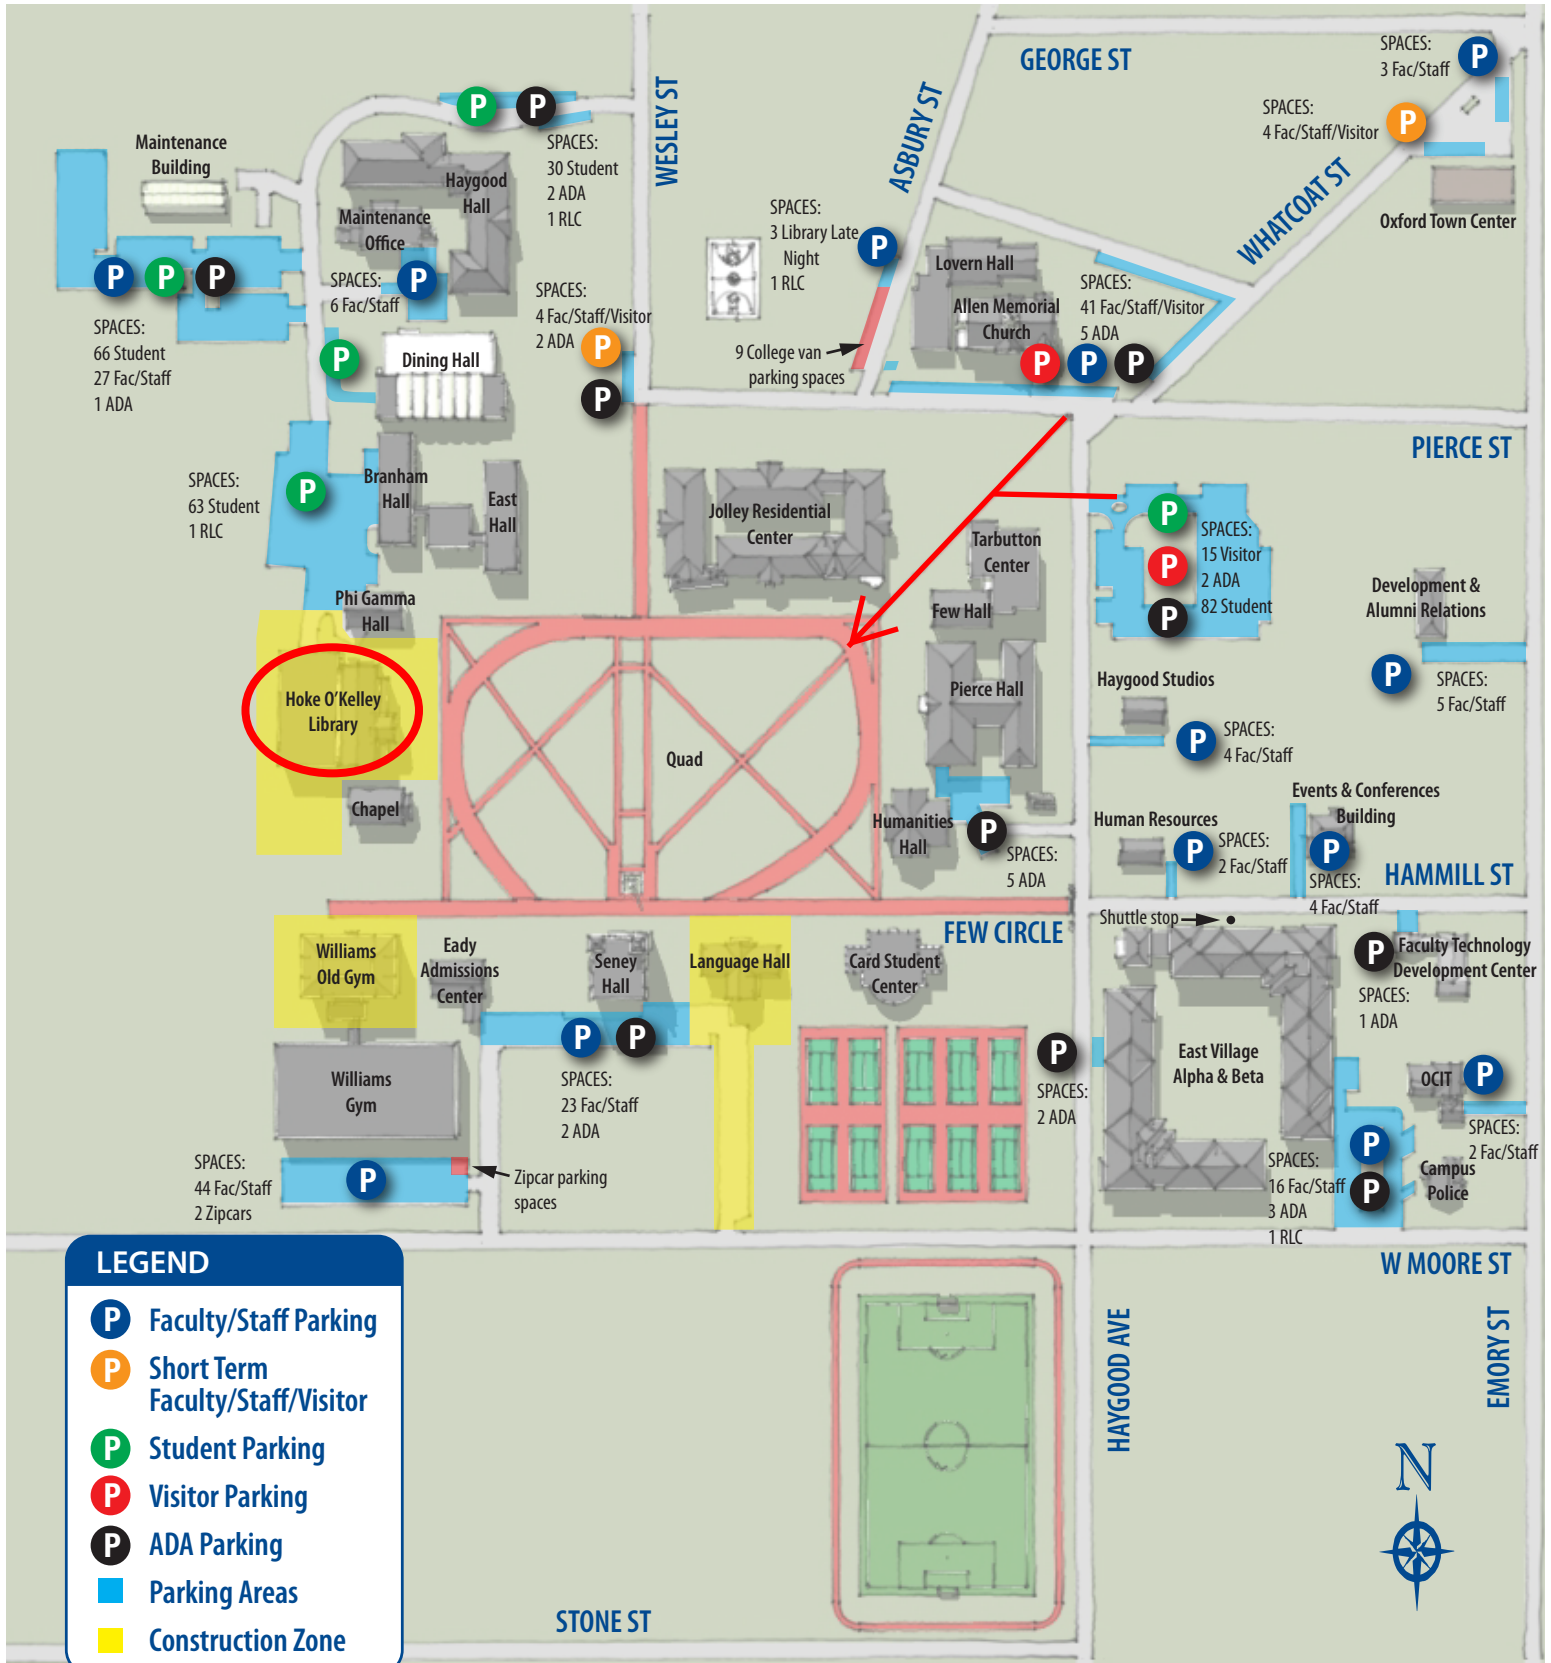 GEORGE ST
SPACES:
3 Fac/Staff
P
SPACES:
4 Fac/Staff/Visitor
P
WESLEY ST
ASBURY ST
WHATCOAT ST
Oxford Town Center
P
P
SPACES:
30 Student
2 ADA
1 RLC
Maintenance
Building
Haygood
Hall
Maintenance
Office
SPACES:
6 Fac/Staff
P
P
P
P
SPACES:
66 Student
27 Fac/Staff
1 ADA
SPACES:
4 Fac/Staff/Visitor
2 ADA
P
P
SPACES:
3 Library Late
Night
1 RLC
P
9 College van
parking spaces
Lovern Hall
Allen Memorial
Church
SPACES:
41 Fac/Staff/Visitor
5 ADA
P
P
P
P
Dining Hall
PIERCE ST
SPACES:
63 Student
1 RLC
P
Branham
Hall
East
Hall
Jolley Residential
Center
Tarbutton
Center
P
P
P
SPACES:
15 Visitor
2 ADA
82 Student
Development &
Alumni Relations
P
SPACES:
5 Fac/Staff
Phi Gamma
Hall
Few Hall
Hoke O'Kelley
Library
Quad
Pierce Hall
Haygood Studios
P
SPACES:
4 Fac/Staff
Chapel
Humanities
Hall
P
SPACES:
5 ADA
Human Resources
P
SPACES:
2 Fac/Staff
Events & Conferences
Building
P
SPACES:
4 Fac/Staff
HAMMILL ST
Shuttle stop
FEW CIRCLE
Williams
Old Gym
Eady
Admissions
Center
Seney
Hall
Language Hall
Card Student
Center
P
Faculty Technology
Development Center
SPACES:
1 ADA
P
P
SPACES:
23 Fac/Staff
2 ADA
P
SPACES:
2 ADA
East Village
Alpha & Beta
OCIT
P
SPACES:
2 Fac/Staff
Williams
Gym
P
P
SPACES:
16 Fac/Staff
3 ADA
1 RLC
Campus
Police
SPACES:
44 Fac/Staff
2 Zipcars
P
Zipcar parking
spaces
W MOORE ST
HAYGOOD AVE
EMORY ST
STONE ST
N
LEGEND
P Faculty/Staff Parking
P Short Term
Faculty/Staff/Visitor
P Student Parking
P Visitor Parking
P ADA Parking
Parking Areas
Construction Zone